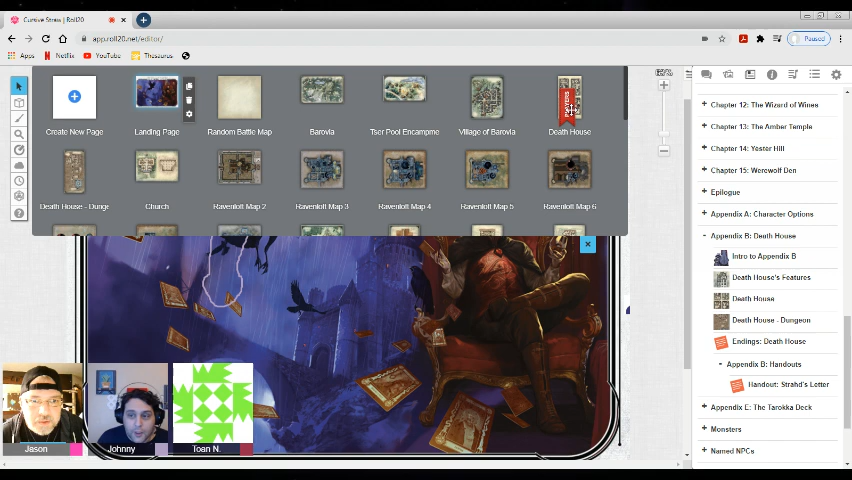 Cursive Straw | Roll20
app.roll20.net/editor/
Paused
Apps
Netflix
YouTube
Thesaurus
Create New Page
Landing Page
Random Battle Map
Barovia
Tser Pool Encampme
Village of Barovia
PLAYERS
Death House
Death House - Dunge
Church
Ravenloft Map 2
Ravenloft Map 3
Ravenloft Map 4
Ravenloft Map 5
Ravenloft Map 6
Chapter 12: The Wizard of Wines
Chapter 13: The Amber Temple
Chapter 14: Yester Hill
Chapter 15: Werewolf Den
Epilogue
Appendix A: Character Options
Appendix B: Death House
Intro to Appendix B
Death House's Features
Death House
Death House - Dungeon
Endings: Death House
Appendix B: Handouts
Handout: Strahd's Letter
Appendix E: The Tarokka Deck
Monsters
Named NPCs
Jason
Johnny
Toan N.